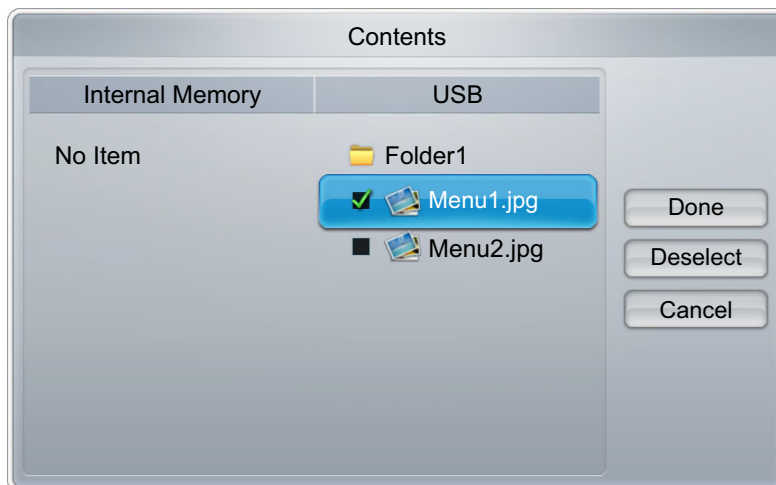 Contents
Internal Memory
USB
No Item
Folder1
Menu1.jpg
Menu2.jpg
Done
Deselect
Cancel